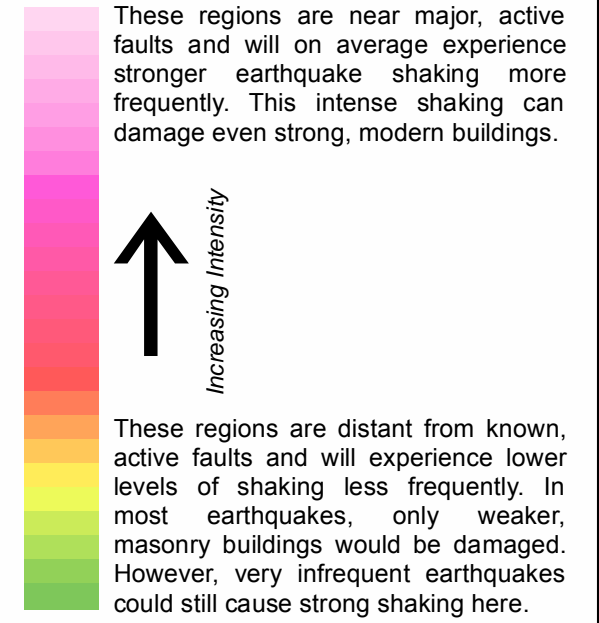 These regions are near major, active
faults and will on average experience
stronger earthquake shaking more
frequently. This intense shaking can
damage even strong, modern buildings.
Increasing Intensity
These regions are distant from known,
active faults and will experience lower
levels of shaking less frequently. In
most earthquakes, only weaker,
masonry buildings would be damaged.
However, very infrequent earthquakes
could still cause strong shaking here.